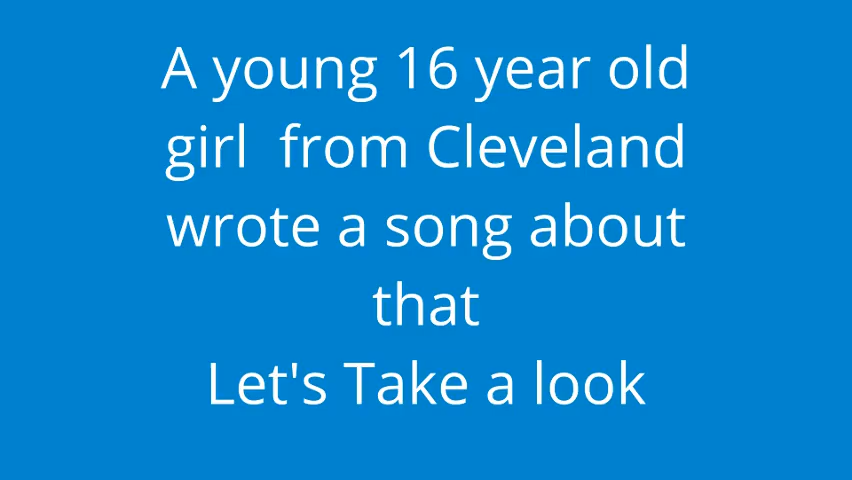 A young 16 year old
girl  from Cleveland
wrote a song about
that
Let's Take a look